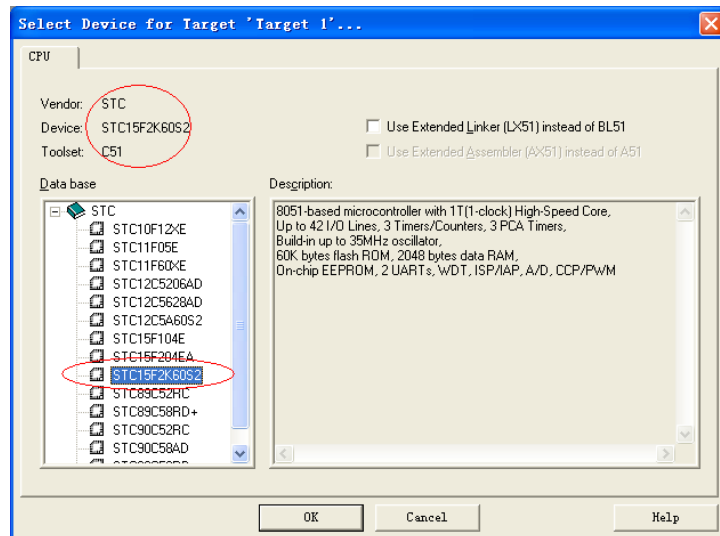 Select Device for Target 'Target 1'...
CPU
Vendor: STC
Device: STC15F2K60S2
Toolset: C51
Use Extended Linker (LX51) instead of BL51
Use Extended Assembler (AX51) instead of A51
Data base
STC
STC10F12XE
STC11F05E
STC11F60XE
STC12C5206AD
STC12C5628AD
STC12C5A60S2
STC15F104E
STC15F204EA
STC15F2K60S2
STC89C52RC
STC89C58RD+
STC90C52RC
STC90C58AD
Description:
8051-based microcontroller with 1T(1-clock) High-Speed Core,
Up to 42 I/O Lines, 3 Timers/Counters, 3 PCA Timers,
Build-in up to 35MHz oscillator,
60K bytes flash ROM, 2048 bytes data RAM,
On-chip EEPROM, 2 UARTs, WDT, ISP/IAP, A/D, CCP/PWM
OK
Cancel
Help